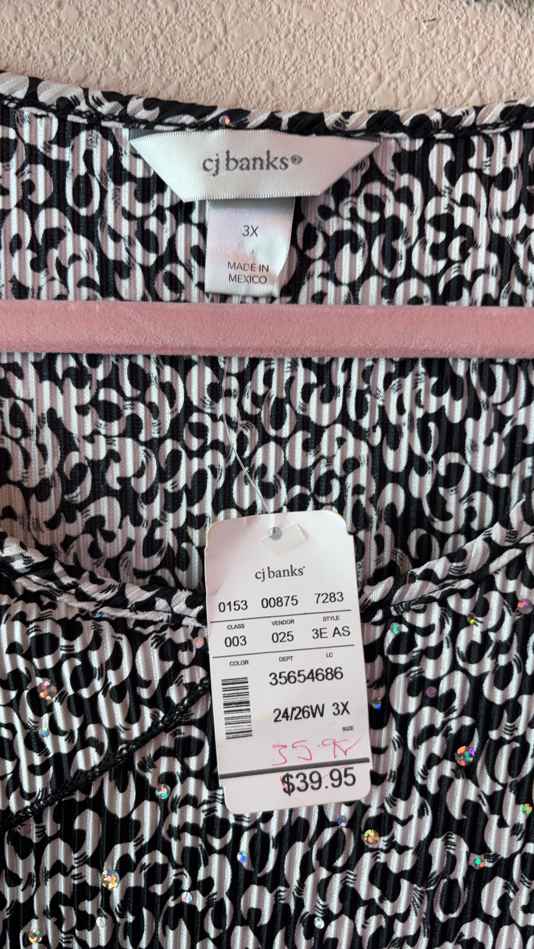 cj banks®
3X
MADE IN
MEXICO
cj banks®
0153 00875 7283
CLASS VENDOR STYLE
003 025 3E AS
COLOR DEPT LC
35654686
24/26W 3X
SIZE
$39.95